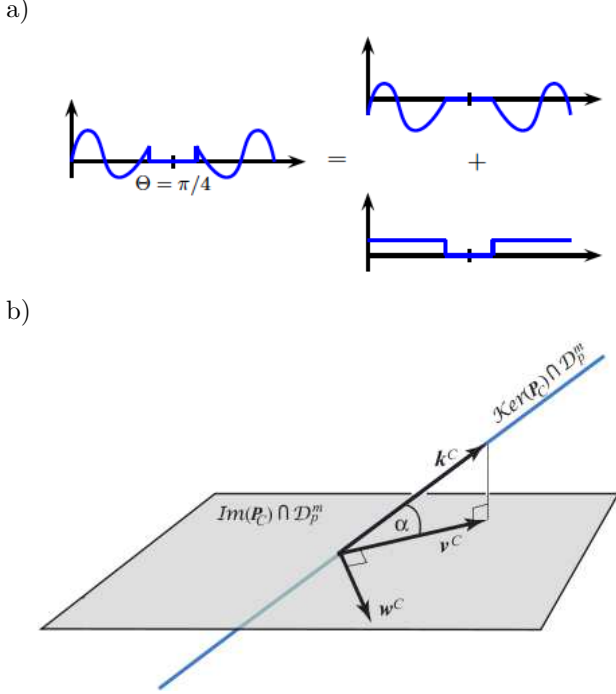 a)
=
+
Θ = π/4
b)
𝒦er(P_C) ∩ 𝒟_p^m
k^C
Im(P_C) ∩ 𝒟_p^m
α
v^C
w^C